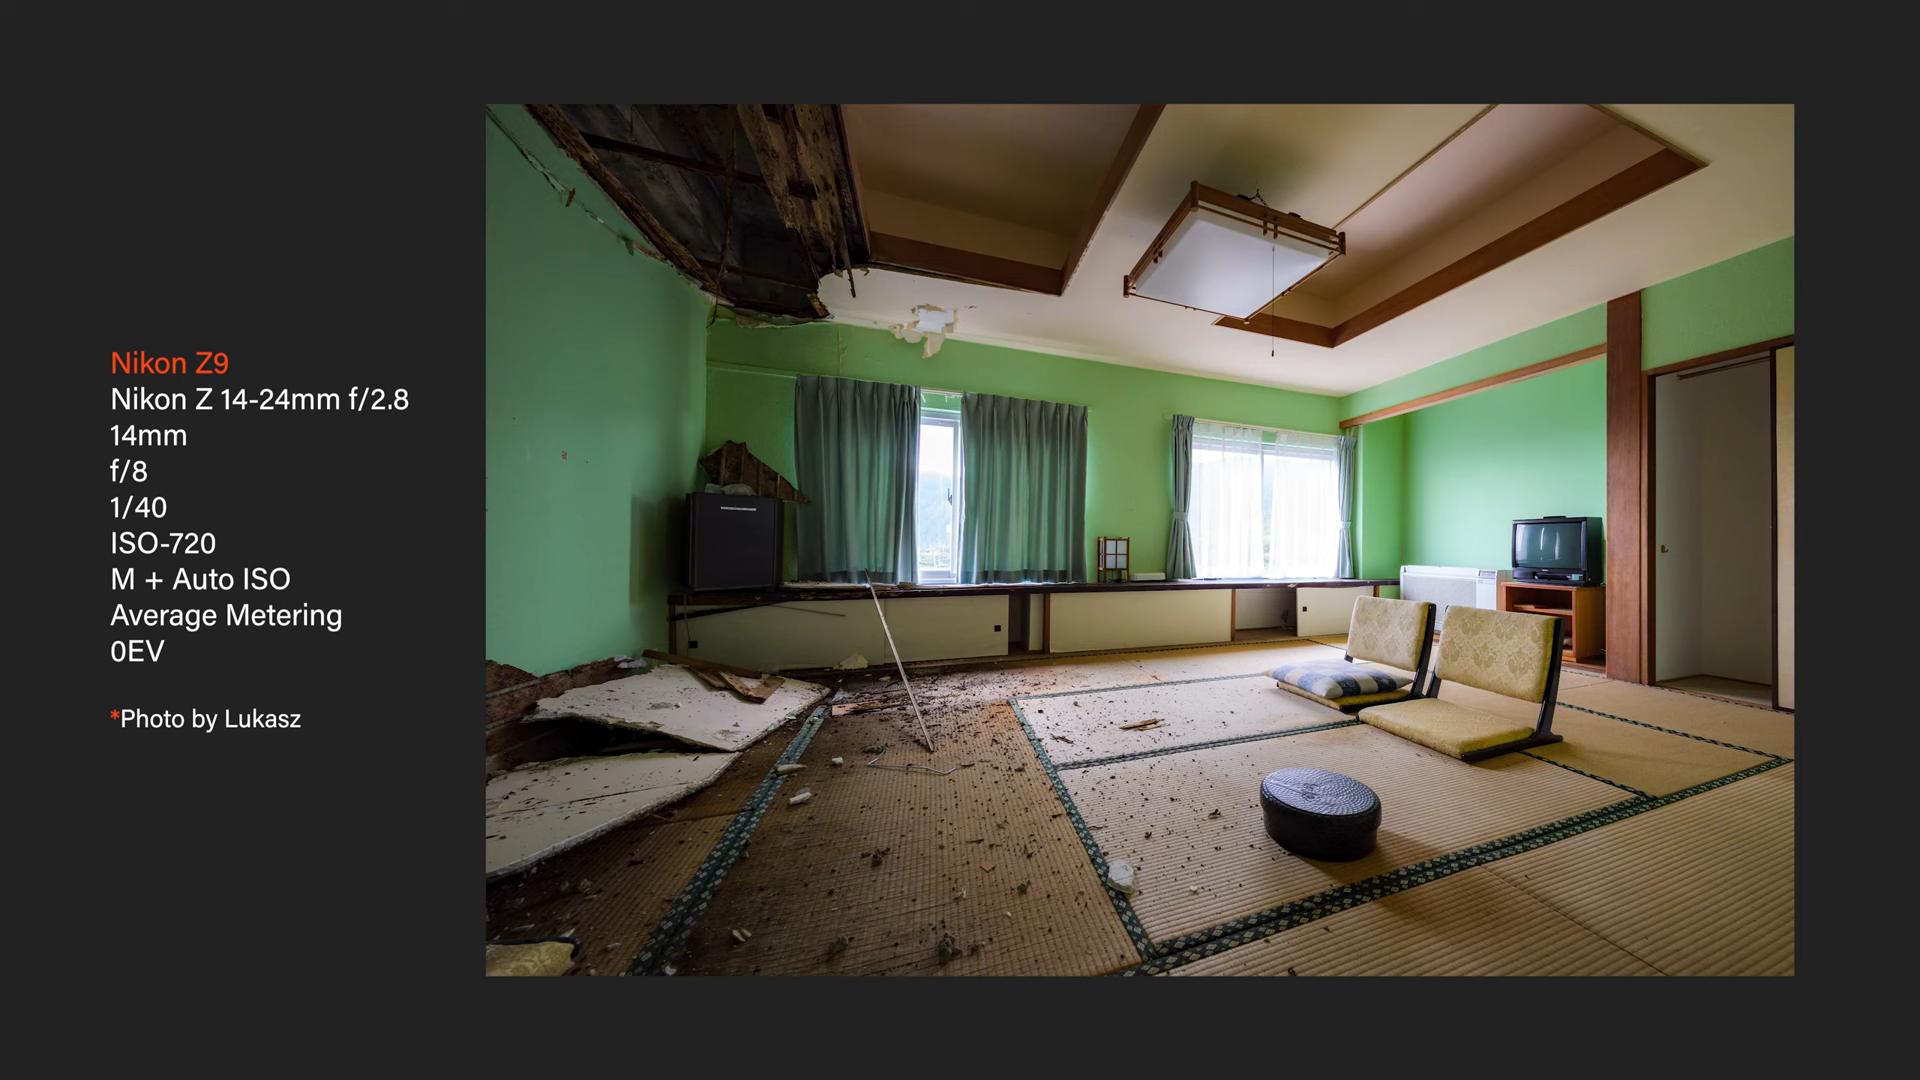 Nikon Z9
Nikon Z 14-24mm f/2.8
14mm
f/8
1/40
ISO-720
M + Auto ISO
Average Metering
0EV
*Photo by Lukasz